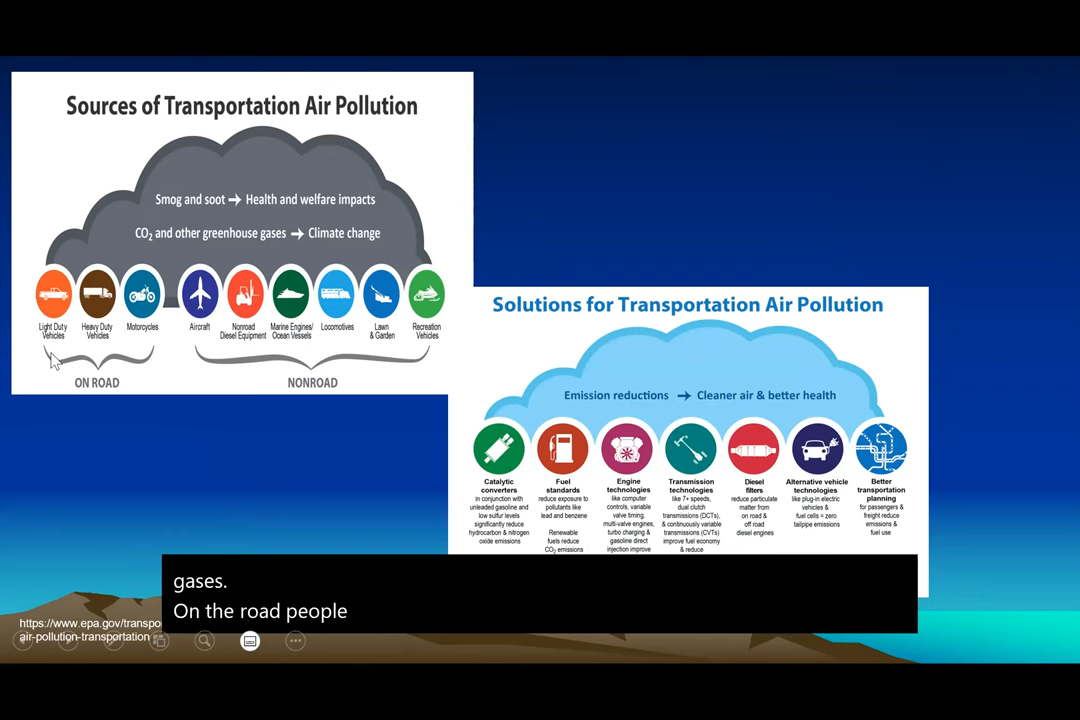 Sources of Transportation Air Pollution
Smog and soot → Health and welfare impacts
CO₂ and other greenhouse gases → Climate change
Light Duty
Vehicles
Heavy Duty
Vehicles
Motorcycles
Aircraft
Nonroad
Diesel Equipment
Marine Engines/
Ocean Vessels
Locomotives
Lawn
& Garden
Recreation
Vehicles
ON ROAD
NONROAD
Solutions for Transportation Air Pollution
Emission reductions → Cleaner air & better health
Catalytic
converters
in conjunction with
unleaded gasoline and
low sulfur levels
significantly reduce
hydrocarbon & nitrogen
oxide emissions
Fuel
standards
reduce exposure to
pollutants like
lead and benzene
Renewable
fuels reduce
CO₂ emissions
Engine
technologies
like computer
controls, variable
valve timing,
multi-valve engines,
turbo charging &
gasoline direct
injection improve
Transmission
technologies
like 7+ speeds,
dual clutch
transmissions (DCTs),
& continuously variable
transmissions (CVTs)
improve fuel economy
& reduce
Diesel
filters
reduce particulate
matter from
on road &
off road
diesel engines
Alternative vehicle
technologies
like plug-in electric
vehicles &
fuel cells = zero
tailpipe emissions
Better
transportation
planning
for passengers &
freight reduce
emissions &
fuel use
gases.
On the road people
https://www.epa.gov/transpo
air-pollution-transportation